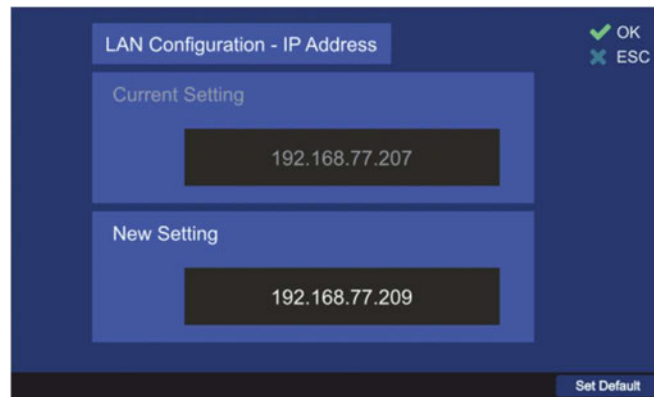 LAN Configuration - IP Address
OK
ESC
Current Setting
192.168.77.207
New Setting
192.168.77.209
Set Default